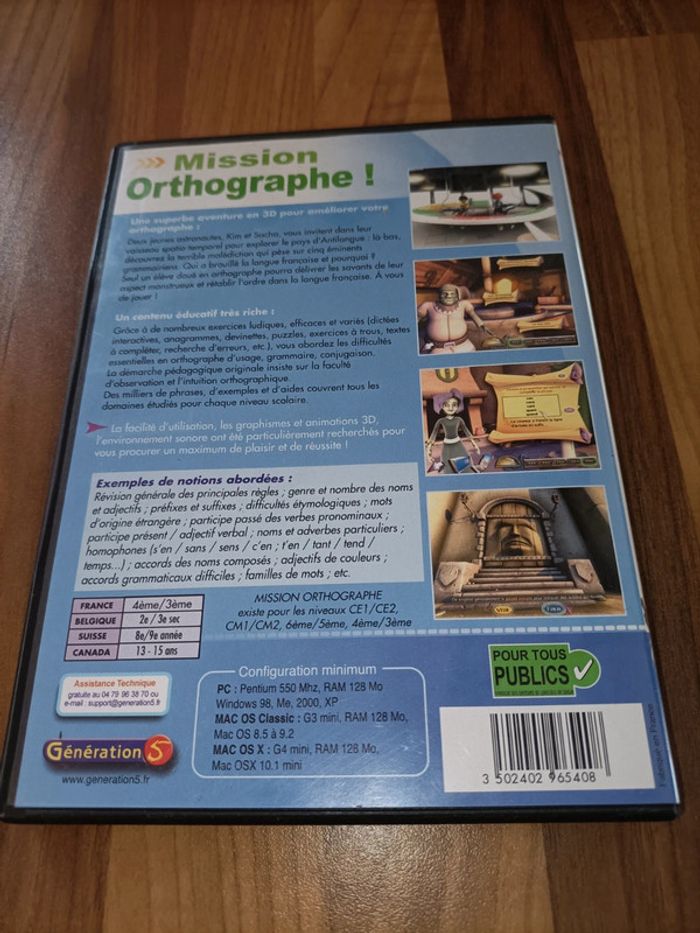 >>> Mission
Orthographe !
Une superbe aventure en 3D pour améliorer votre
orthographe :
Deux jeunes astronautes, Kim et Sacha, vous invitent dans leur
vaisseau spatio temporel pour explorer le pays d'Antilangue : là bas,
découvrez la terrible malédiction qui pèse sur cinq éminents
grammairiens. Qui a brouillé la langue française et pourquoi ?
Seul un élève doué en orthographe pourra délivrer les savants de leur
aspect monstrueux et rétablir l'ordre dans la langue française. À vous
de jouer !
Un contenu éducatif très riche :
Grâce à de nombreux exercices ludiques, efficaces et variés (dictées
interactives, anagrammes, devinettes, puzzles, exercices à trous, textes
à compléter, recherche d'erreurs, etc.), vous abordez les difficultés
essentielles en orthographe d'usage, grammaire, conjugaison.
La démarche pédagogique originale insiste sur la faculté
d'observation et l'intuition orthographique.
Des milliers de phrases, d'exemples et d'aides couvrent tous les
domaines étudiés pour chaque niveau scolaire.
La facilité d'utilisation, les graphismes et animations 3D,
l'environnement sonore ont été particulièrement recherchés pour
vous procurer un maximum de plaisir et de réussite !
Exemples de notions abordées :
Révision générale des principales règles ; genre et nombre des noms
et adjectifs ; préfixes et suffixes ; difficultés étymologiques ; mots
d'origine étrangère ; participe passé des verbes pronominaux ;
participe présent / adjectif verbal ; noms et adverbes particuliers ;
homophones (s'en / sans / sens / c'en ; t'en / tant / tend /
temps...) ; accords des noms composés ; adjectifs de couleurs ;
accords grammaticaux difficiles ; familles de mots ; etc.
FRANCE 4ème/3ème
BELGIQUE 2e / 3e sec
SUISSE 8e/9e année
CANADA 13 - 15 ans
MISSION ORTHOGRAPHE
existe pour les niveaux CE1/CE2,
CM1/CM2, 6ème/5ème, 4ème/3ème
Assistance Technique
gratuite au 04 79 96 38 70 ou
e-mail : support@generation5.fr
Génération 5
www.generation5.fr
Configuration minimum
PC : Pentium 550 Mhz, RAM 128 Mo
Windows 98, Me, 2000, XP
MAC OS Classic : G3 mini, RAM 128 Mo,
Mac OS 8.5 à 9.2
MAC OS X : G4 mini, RAM 128 Mo,
Mac OSX 10.1 mini
POUR TOUS
PUBLICS
3 502402 965408
Fabriqué en France